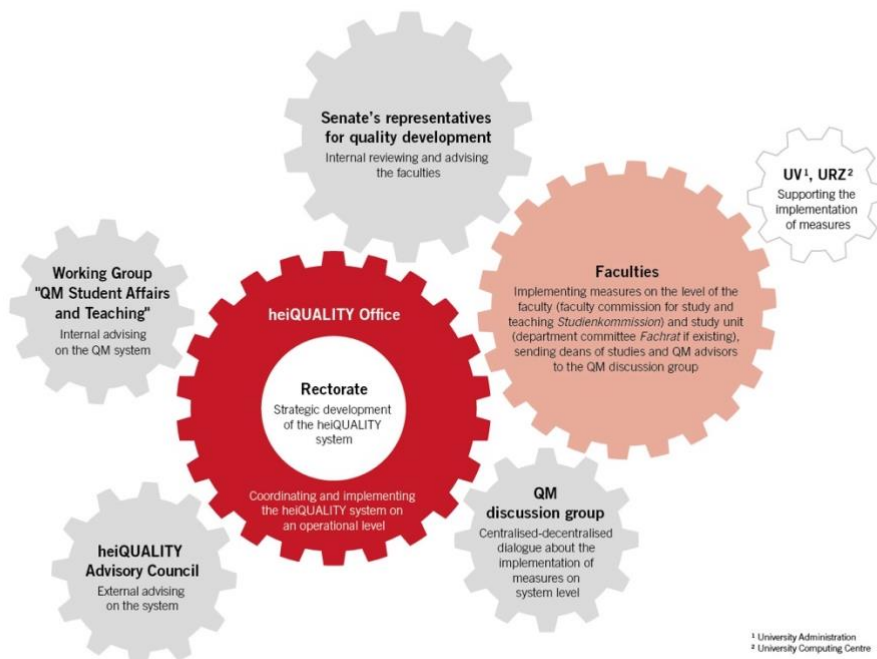 Senate's representatives
for quality development
Internal reviewing and advising
the faculties
UV¹, URZ²
Supporting the
implementation
of measures
Working Group
"QM Student Affairs
and Teaching"
Internal advising
on the QM system
heiQUALITY Office
Rectorate
Strategic development
of the heiQUALITY
system
Coordinating and implementing
the heiQUALITY system on
an operational level
Faculties
Implementing measures on the level of the
faculty (faculty commission for study and
teaching Studienkommission) and study unit
(department committee Fachrat if existing),
sending deans of studies and QM advisors
to the QM discussion group
heiQUALITY
Advisory Council
External advising
on the system
QM
discussion group
Centralised-decentralised
dialogue about the
implementation of
measures on
system level
¹ University Administration
² University Computing Centre